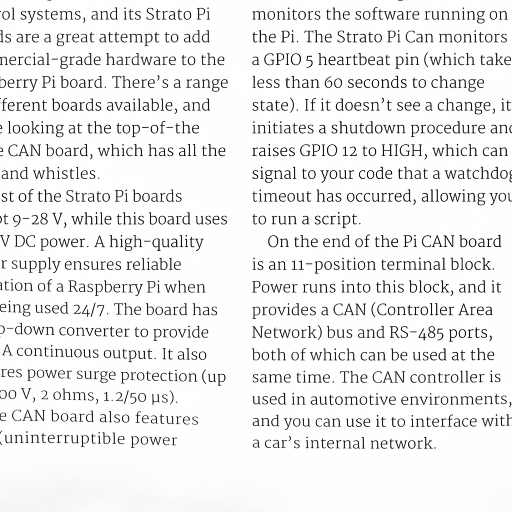 ol systems, and its Strato Pi
ds are a great attempt to add
mercial-grade hardware to the
berry Pi board. There's a range
fferent boards available, and
e looking at the top-of-the
e CAN board, which has all the
and whistles.
st of the Strato Pi boards
pt 9-28 V, while this board uses
V DC power. A high-quality
r supply ensures reliable
ation of a Raspberry Pi when
eing used 24/7. The board has
p-down converter to provide
A continuous output. It also
res power surge protection (up
00 V, 2 ohms, 1.2/50 μs).
e CAN board also features
(uninterruptible power
monitors the software running on
the Pi. The Strato Pi Can monitors
a GPIO 5 heartbeat pin (which take
less than 60 seconds to change
state). If it doesn't see a change, it
initiates a shutdown procedure and
raises GPIO 12 to HIGH, which can
signal to your code that a watchdog
timeout has occurred, allowing you
to run a script.
On the end of the Pi CAN board
is an 11-position terminal block.
Power runs into this block, and it
provides a CAN (Controller Area
Network) bus and RS-485 ports,
both of which can be used at the
same time. The CAN controller is
used in automotive environments,
and you can use it to interface with
a car's internal network.